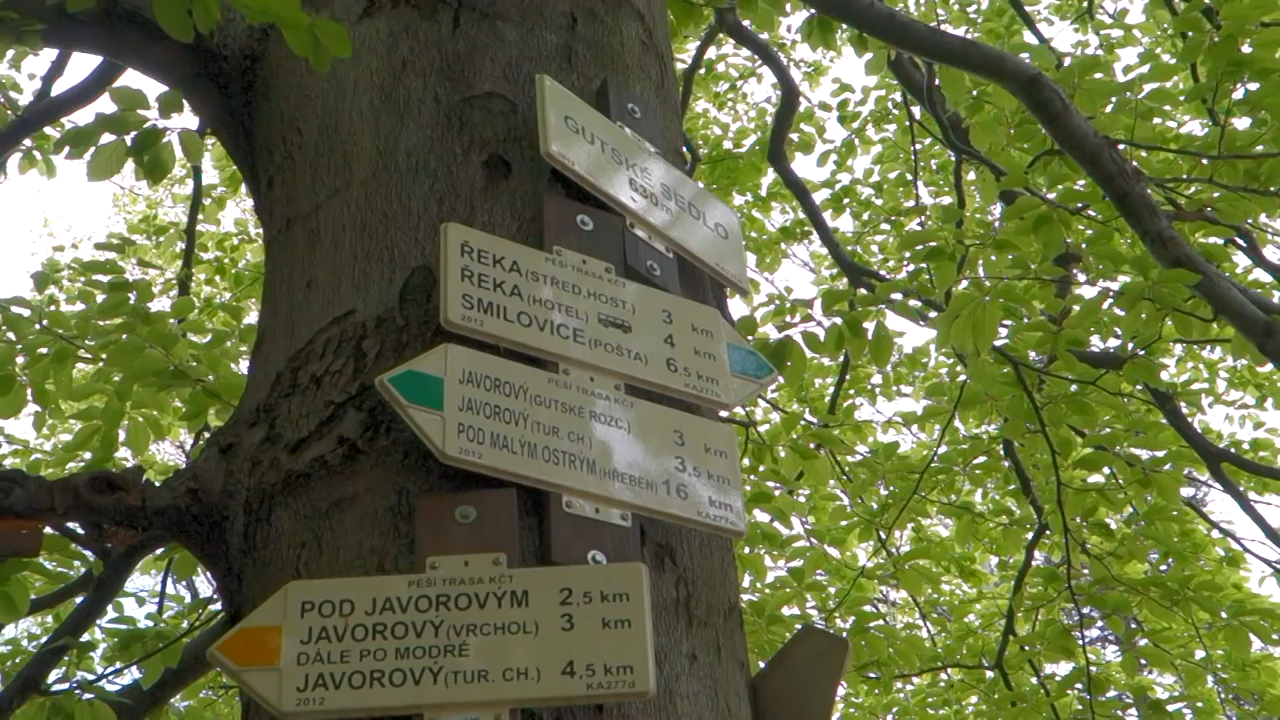 GUTSKÉ SEDLO
630m
2012
PĚŠÍ TRASA KČT
ŘEKA (STŘED, HOST.) 3 km
ŘEKA (HOTEL) 4 km
SMILOVICE (POŠTA) 6,5 km
2012 KA277b
PĚŠÍ TRASA KČT
JAVOROVÝ (GUTSKÉ ROZC.) 3 km
JAVOROVÝ (TUR. CH.) 3,5 km
POD MALÝM OSTRÝM (HŘEBEN) 16 km
2012 KA277c
PĚŠÍ TRASA KČT
POD JAVOROVÝM 2,5 km
JAVOROVÝ (VRCHOL) 3 km
DÁLE PO MODRÉ
JAVOROVÝ (TUR. CH.) 4,5 km
2012 KA277d